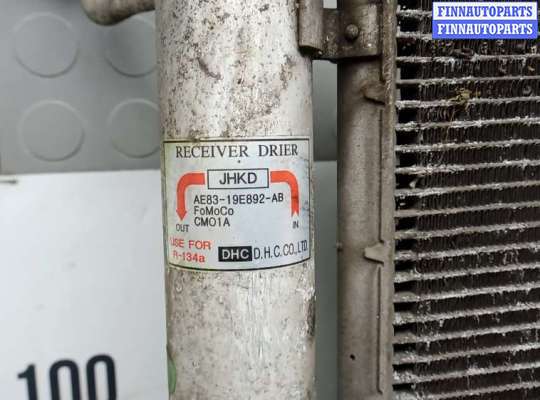 FINNAUTOPARTS
FINNAUTOPARTS
RECEIVER DRIER
JHKD
AE83-19E892-AB
FoMoCo
CM01A
OUT
IN
USE FOR
R-134a
DHC D.H.C.CO.,LTD
100